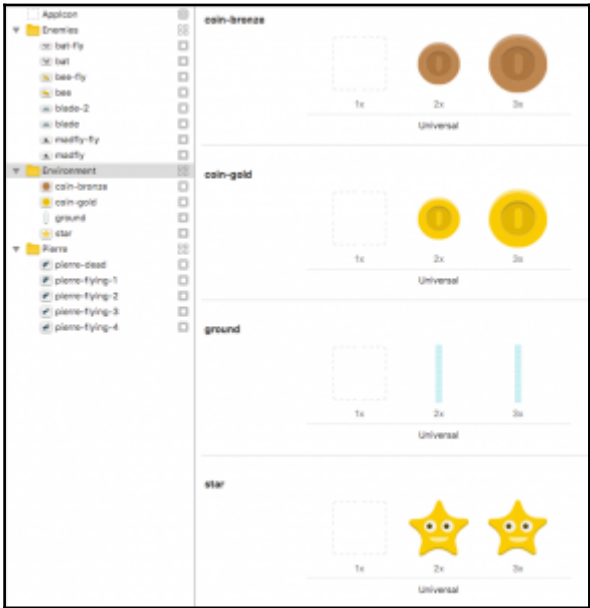 AppIcon
Enemies
bat-fly
bat
bee-fly
bee
blade-2
blade
madfly-fly
madfly
Environment
coin-bronze
coin-gold
ground
star
Pierre
pierre-dead
pierre-flying-1
pierre-flying-2
pierre-flying-3
pierre-flying-4
coin-bronze
1x 2x 3x
Universal
coin-gold
1x 2x 3x
Universal
ground
1x 2x 3x
Universal
star
1x 2x 3x
Universal